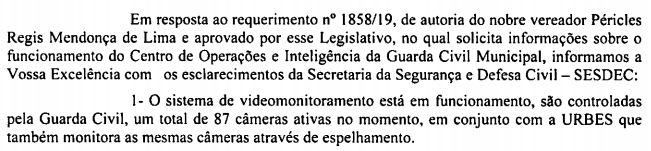 Em resposta ao requerimento nº 1858/19, de autoria do nobre vereador Péricles
Regis Mendonça de Lima e aprovado por esse Legislativo, no qual solicita informações sobre o
funcionamento do Centro de Operações e Inteligência da Guarda Civil Municipal, informamos a
Vossa Excelência com os esclarecimentos da Secretaria da Segurança e Defesa Civil – SESDEC:
1- O sistema de videomonitoramento está em funcionamento, são controladas
pela Guarda Civil, um total de 87 câmeras ativas no momento, em conjunto com a URBES que
também monitora as mesmas câmeras através de espelhamento.